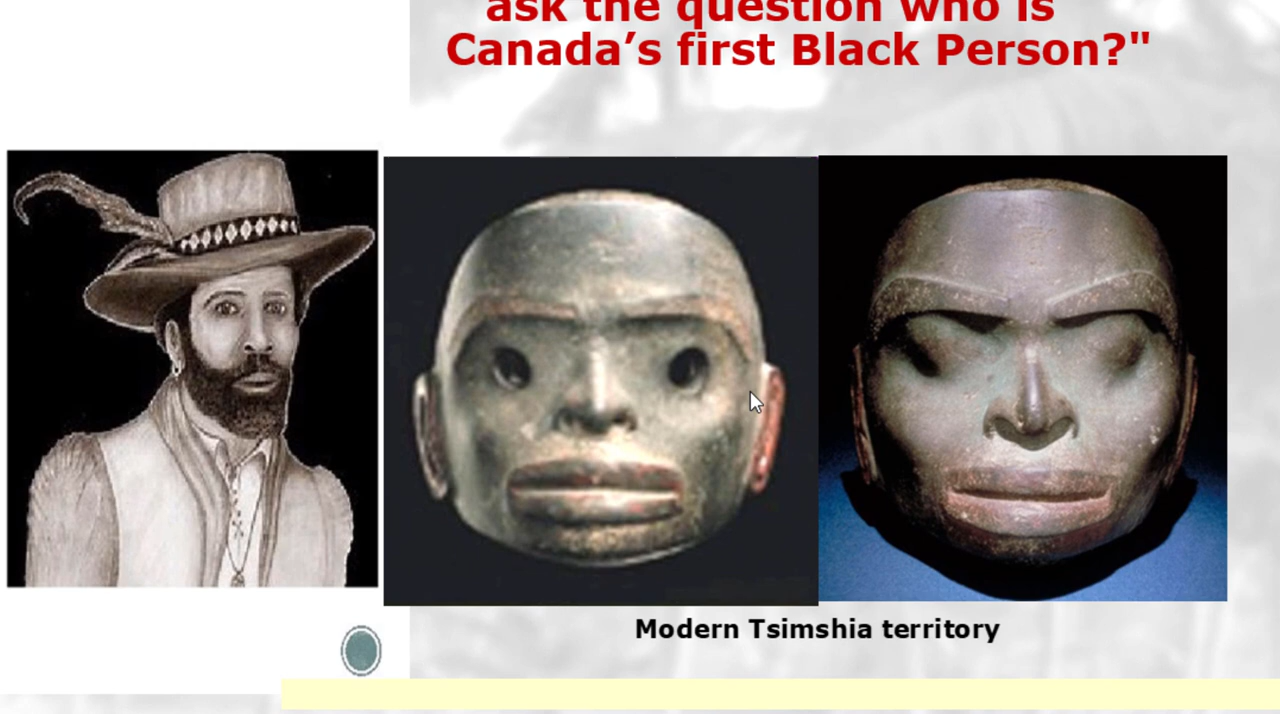 ask the question who is
Canada’s first Black Person?"
Modern Tsimshia territory